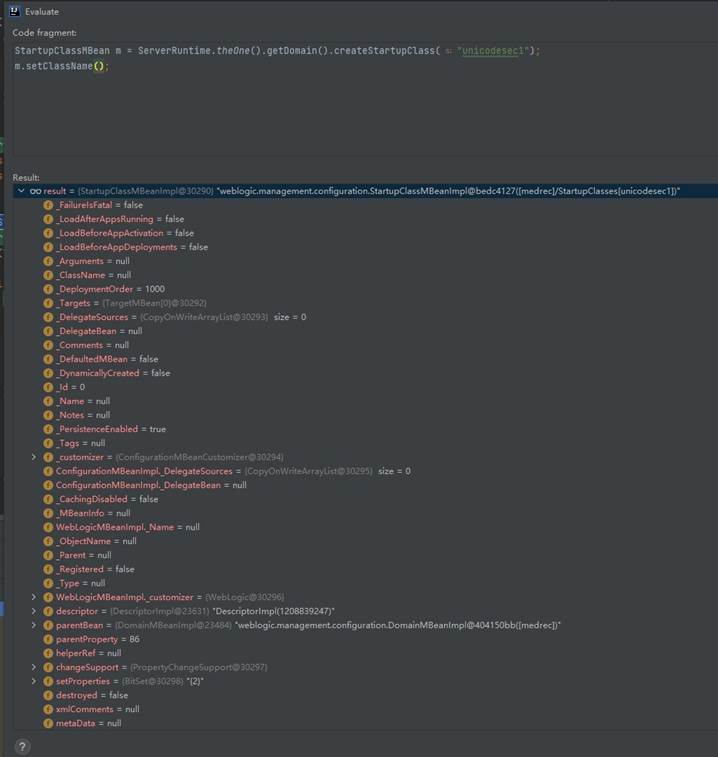 Evaluate
Code fragment:
StartupClassMBean m = ServerRuntime.theOne().getDomain().createStartupClass( s: "unicodesec1");
m.setClassName();
Result:
result = {StartupClassMBeanImpl@30290} "weblogic.management.configuration.StartupClassMBeanImpl@bedc4127([medrec]/StartupClasses[unicodesec1])"
_FailureIsFatal = false
_LoadAfterAppsRunning = false
_LoadBeforeAppActivation = false
_LoadBeforeAppDeployments = false
_Arguments = null
_ClassName = null
_DeploymentOrder = 1000
_Targets = {TargetMBean[0]@30292}
_DelegateSources = {CopyOnWriteArrayList@30293} size = 0
_DelegateBean = null
_Comments = null
_DefaultedMBean = false
_DynamicallyCreated = false
_Id = 0
_Name = null
_Notes = null
_PersistenceEnabled = true
_Tags = null
_customizer = {ConfigurationMBeanCustomizer@30294}
ConfigurationMBeanImpl._DelegateSources = {CopyOnWriteArrayList@30295} size = 0
ConfigurationMBeanImpl._DelegateBean = null
_CachingDisabled = false
_MBeanInfo = null
WebLogicMBeanImpl._Name = null
_ObjectName = null
_Parent = null
_Registered = false
_Type = null
WebLogicMBeanImpl._customizer = {WebLogic@30296}
descriptor = {DescriptorImpl@23631} "DescriptorImpl(1208839247)"
parentBean = {DomainMBeanImpl@23484} "weblogic.management.configuration.DomainMBeanImpl@404150bb([medrec])"
parentProperty = 86
helperRef = null
changeSupport = {PropertyChangeSupport@30297}
setProperties = {BitSet@30298} "{2}"
destroyed = false
xmlComments = null
metaData = null
?